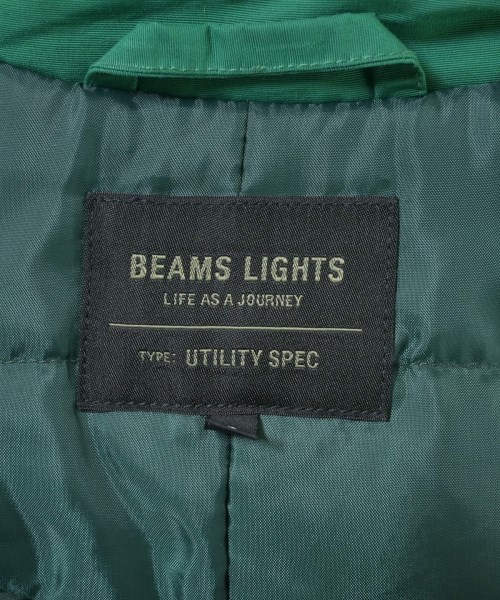 BEAMS LIGHTS
LIFE AS A JOURNEY
TYPE: UTILITY SPEC